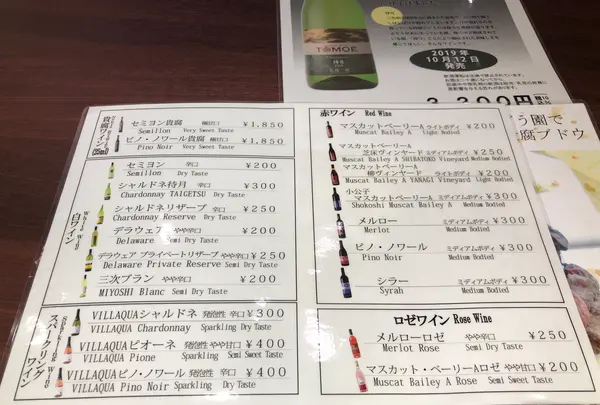 TOMOÉ
2019年
10月12日
発売
3,300円
う園で
腐ブドウ
貴腐ワイン
セミヨン貴腐 極甘口 ¥1,850
Semillon Very Sweet Taste
ピノ・ノワール貴腐 極甘口 ¥1,850
Pino Noir Very Sweet Taste
白ワイン White Wine
セミヨン 辛口 ¥200
Semillon Dry Taste
シャルドネ待月 辛口 ¥300
Chardonnay TAIGETSU Dry Taste
シャルドネリザーブ 辛口 ¥250
Chardonnay Reserve Dry Taste
デラウェア やや辛口 ¥200
Delaware Semi Dry Taste
デラウェア プライベートリザーブ やや辛口 ¥250
Delaware Private Reserve Semi Dry Taste
三次ブラン やや辛口 ¥200
MIYOSHI Blanc Semi Dry Taste
スパークリングワイン Sparkling Wine
VILLAQUAシャルドネ 発泡性 辛口 ¥300
VILLAQUA Chardonnay Sparkling Dry Taste
VILLAQUAピオーネ 発泡性 やや甘口 ¥400
VILLAQUA Pione Sparkling Semi Sweet Taste
VILLAQUAピノ・ノワール 発泡性 辛口 ¥400
VILLAQUA Pino Noir Sparkling Dry Taste
赤ワイン Red Wine
マスカットベーリーA ライトボディ ¥200
Muscat Bailey A Light Bodied
マスカットベーリーA
芝床ヴィンヤード ミディアムボディ ¥250
Muscat Bailey A SHIBATOKO Vineyard Medium Bodied
マスカットベーリーA
柳ヴィンヤード ライトボディ ¥200
Muscat Bailey A YANAGI Vineyard Light Bodied
小公子
マスカットベーリーA ミディアムボディ ¥200
Shokoshi Muscat Bailey A Medium Bodied
メルロー ミディアムボディ ¥300
Merlot Medium Bodied
ピノ・ノワール ミディアムボディ ¥300
Pino Noir Medium Bodied
シラー ミディアムボディ ¥300
Syrah Medium Bodied
ロゼワイン Rose Wine
メルローロゼ やや辛口 ¥250
Merlot Rose Semi Dry Taste
マスカット・ベーリーAロゼ やや甘口 ¥200
Muscat Bailey A Rose Semi Sweet Taste